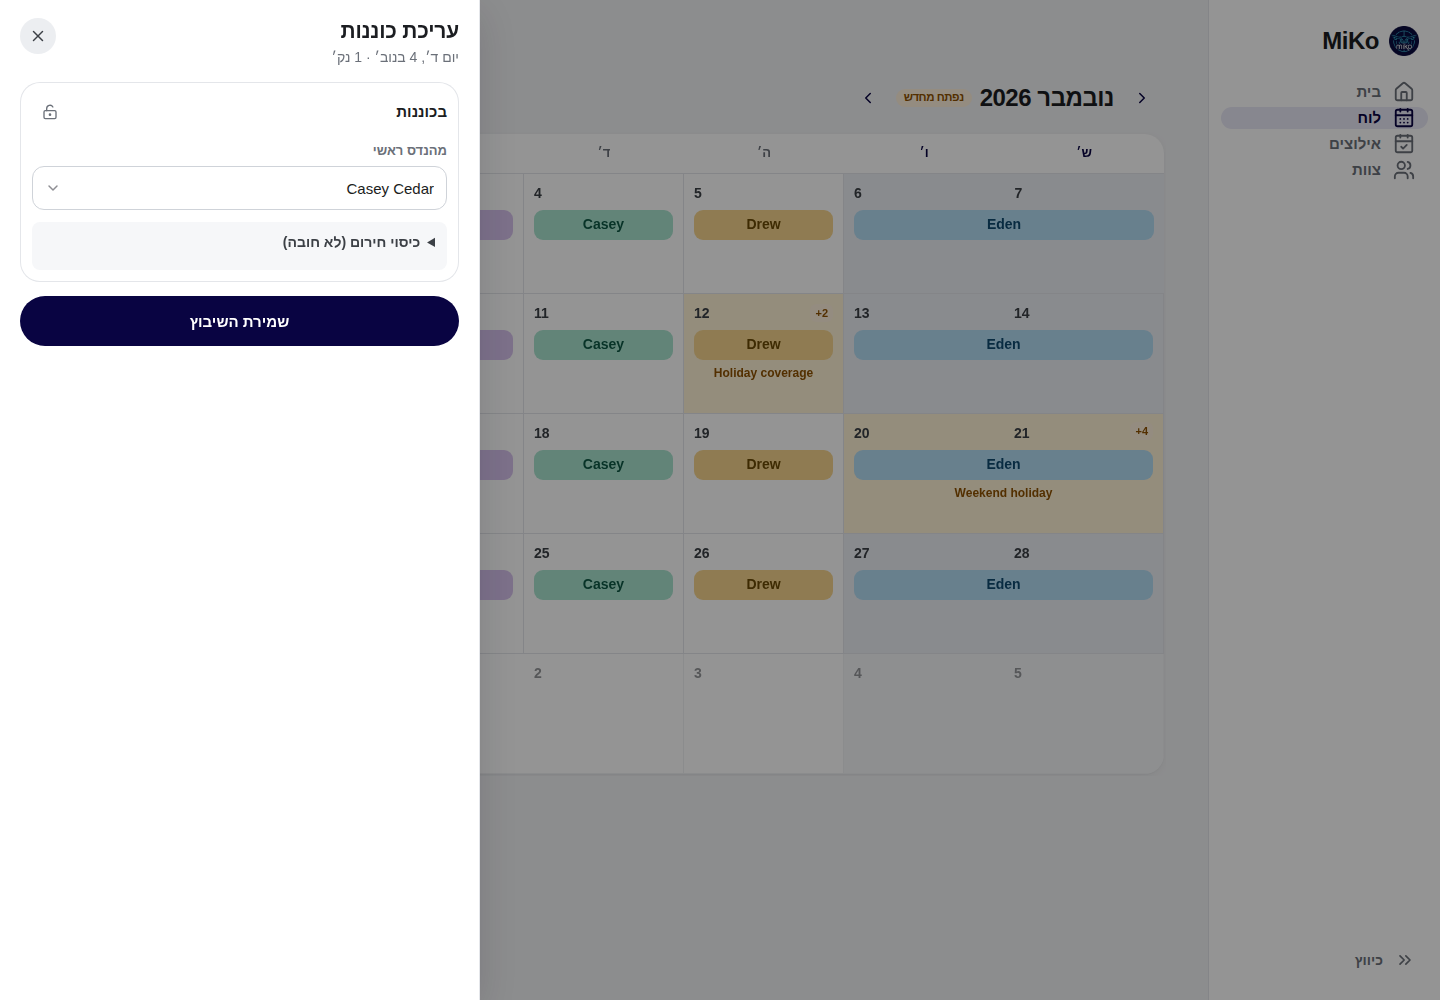 MiKo
בית
לוח
אילוצים
צוות
כיווץ
עריכת כוננות
יום ד׳, 4 בנוב׳ · 1 נק׳
בכוננות
מהנדס ראשי
Casey Cedar
כיסוי חירום (לא חובה)
שמירת השיבוץ
נובמבר 2026
נפתח מחדש
ד׳ ה׳ ו׳ ש׳
4 5 6 7
Casey Drew Eden
11 12 +2 13 14
Casey Drew Eden
Holiday coverage
18 19 20 21 +4
Casey Drew Eden
Weekend holiday
25 26 27 28
Casey Drew Eden
2 3 4 5